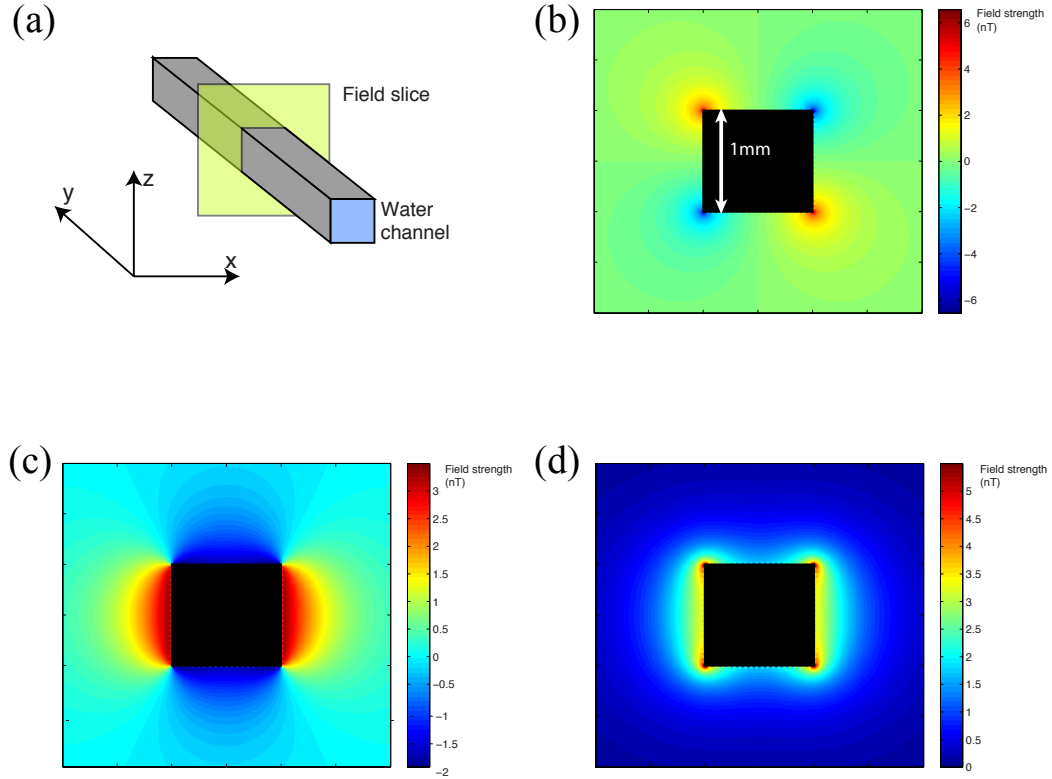 (a)
Field slice
z
y
x
Water
channel
(b)
Field strength
(nT)
6
4
2
0
−2
−4
−6
1mm
(c)
Field strength
(nT)
3
2.5
2
1.5
1
0.5
0
−0.5
−1
−1.5
−2
(d)
Field strength
(nT)
5
4.5
4
3.5
3
2.5
2
1.5
1
0.5
0